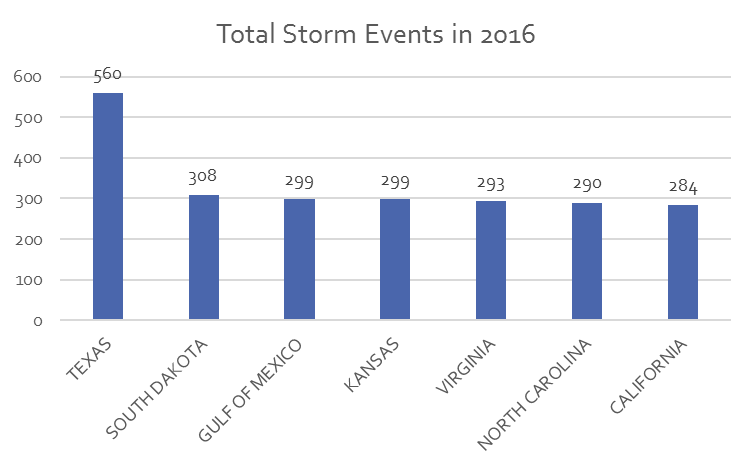 Total Storm Events in 2016
600
500
400
300
200
100
0
560
308
299
299
293
290
284
TEXAS
SOUTH DAKOTA
GULF OF MEXICO
KANSAS
VIRGINIA
NORTH CAROLINA
CALIFORNIA